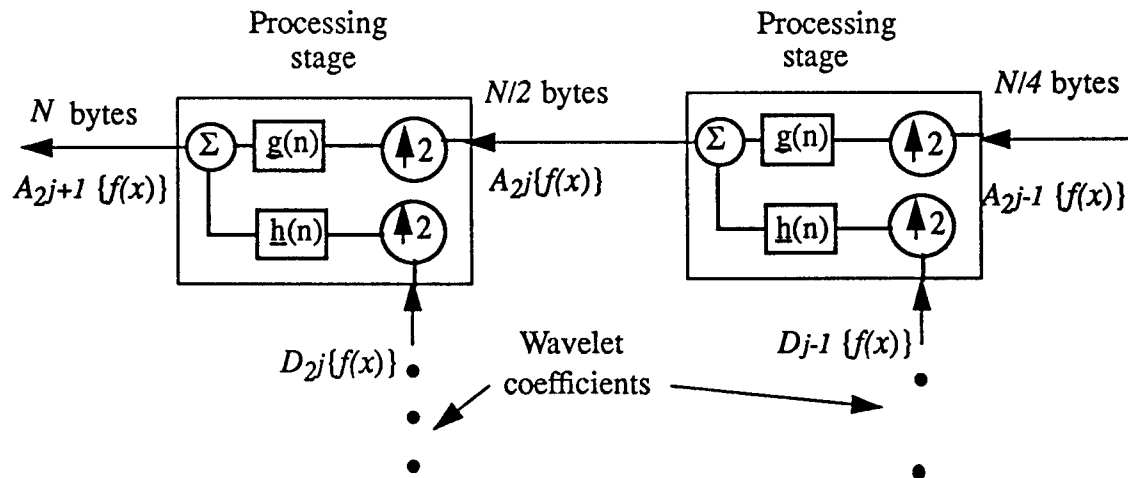 Processing
stage
Processing
stage
N bytes
N/2 bytes
N/4 bytes
Σ
g(n)
2
Σ
g(n)
2
A2j+1 {f(x)}
A2j{f(x)}
A2j-1 {f(x)}
h(n)
2
h(n)
2
D2j{f(x)}
Wavelet
coefficients
Dj-1 {f(x)}